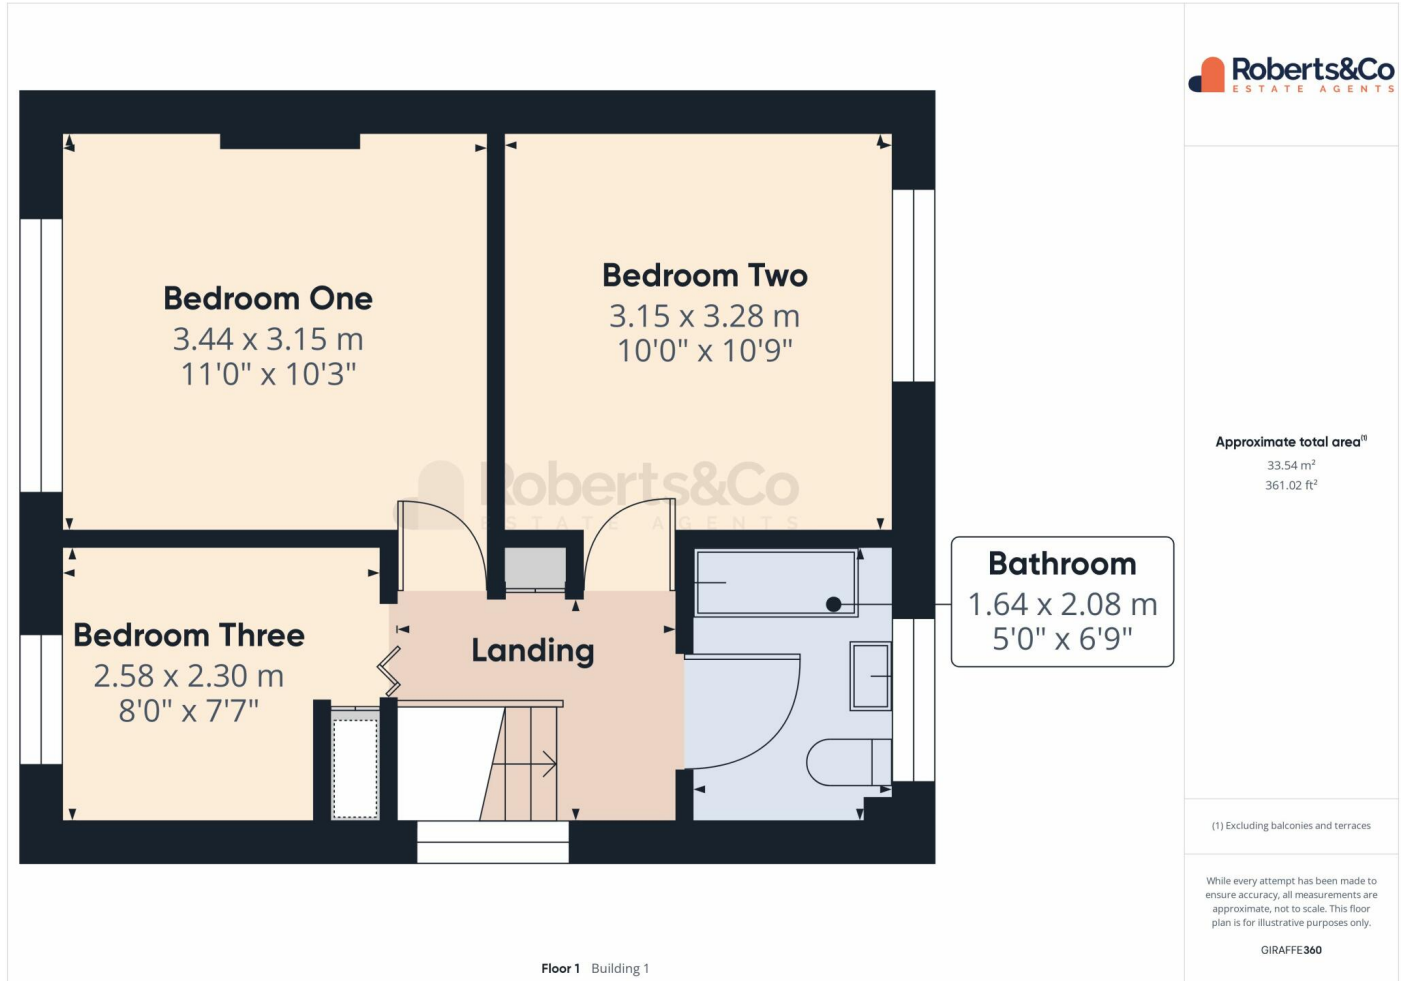 Roberts&Co
ESTATE AGENTS
Bedroom One
3.44 x 3.15 m
11'0" x 10'3"
Bedroom Two
3.15 x 3.28 m
10'0" x 10'9"
Roberts&Co
ESTATE AGENTS
Bedroom Three
2.58 x 2.30 m
8'0" x 7'7"
Landing
Bathroom
1.64 x 2.08 m
5'0" x 6'9"
Approximate total area(1)
33.54 m²
361.02 ft²
(1) Excluding balconies and terraces
While every attempt has been made to
ensure accuracy, all measurements are
approximate, not to scale. This floor
plan is for illustrative purposes only.
GIRAFFE360
Floor 1 Building 1